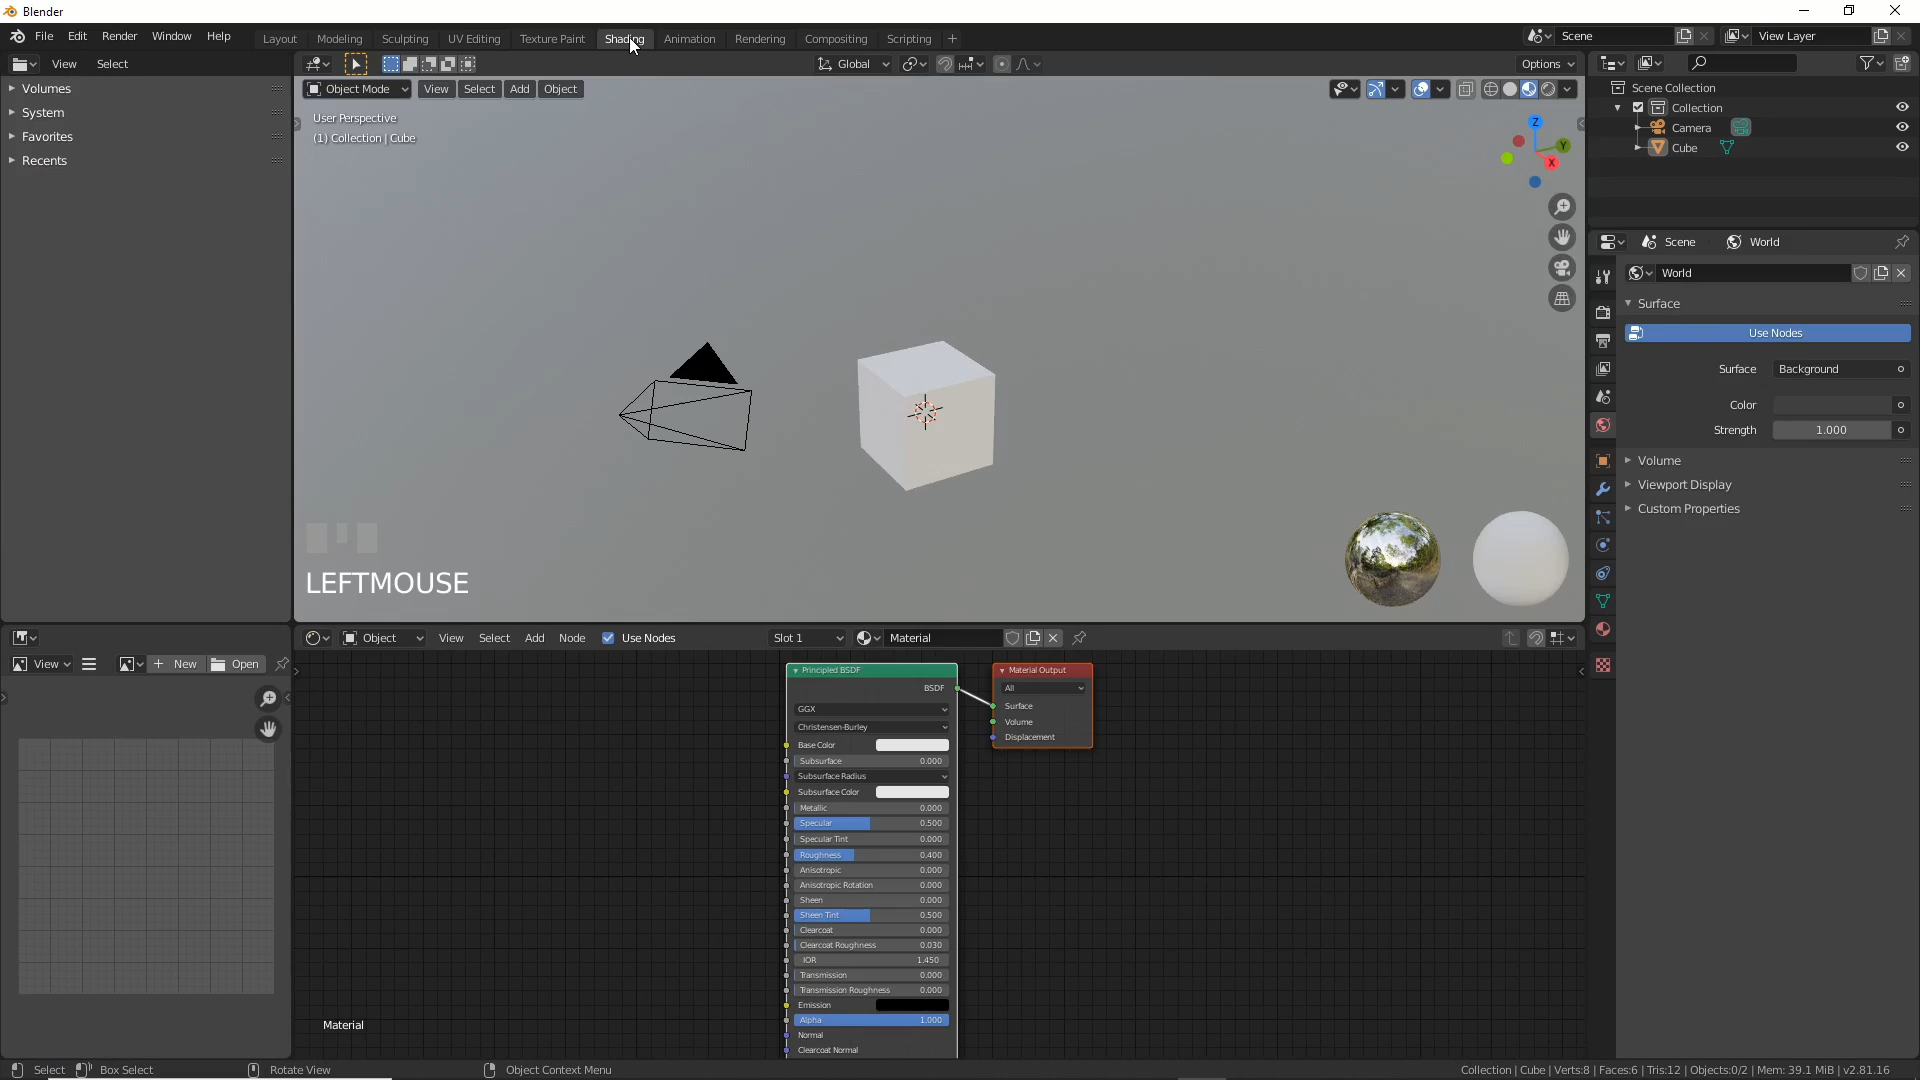 Blender
File Edit Render Window Help
Layout Modeling Sculpting UV Editing Texture Paint Shading Animation Rendering Compositing Scripting +
Scene
View Layer
View Select
Global
Options
Volumes
System
Favorites
Recents
Object Mode View Select Add Object
User Perspective
(1) Collection | Cube
Z
Y
X
LEFTMOUSE
Scene Collection
Collection
Camera
Cube
Scene World
World
Surface
Use Nodes
Surface Background
Color
Strength 1.000
Volume
Viewport Display
Custom Properties
View New Open
Object View Select Add Node Use Nodes Slot 1 Material
Principled BSDF
BSDF
GGX
Christensen-Burley
Base Color
Subsurface 0.000
Subsurface Radius
Subsurface Color
Metallic 0.000
Specular 0.500
Specular Tint 0.000
Roughness 0.400
Anisotropic 0.000
Anisotropic Rotation 0.000
Sheen 0.000
Sheen Tint 0.500
Clearcoat 0.000
Clearcoat Roughness 0.030
IOR 1.450
Transmission 0.000
Transmission Roughness 0.000
Emission
Alpha 1.000
Normal
Clearcoat Normal
Material Output
All
Surface
Volume
Displacement
Material
Select Box Select Rotate View Object Context Menu
Collection | Cube | Verts:8 | Faces:6 | Tris:12 | Objects:0/2 | Mem: 39.1 MiB | v2.81.16